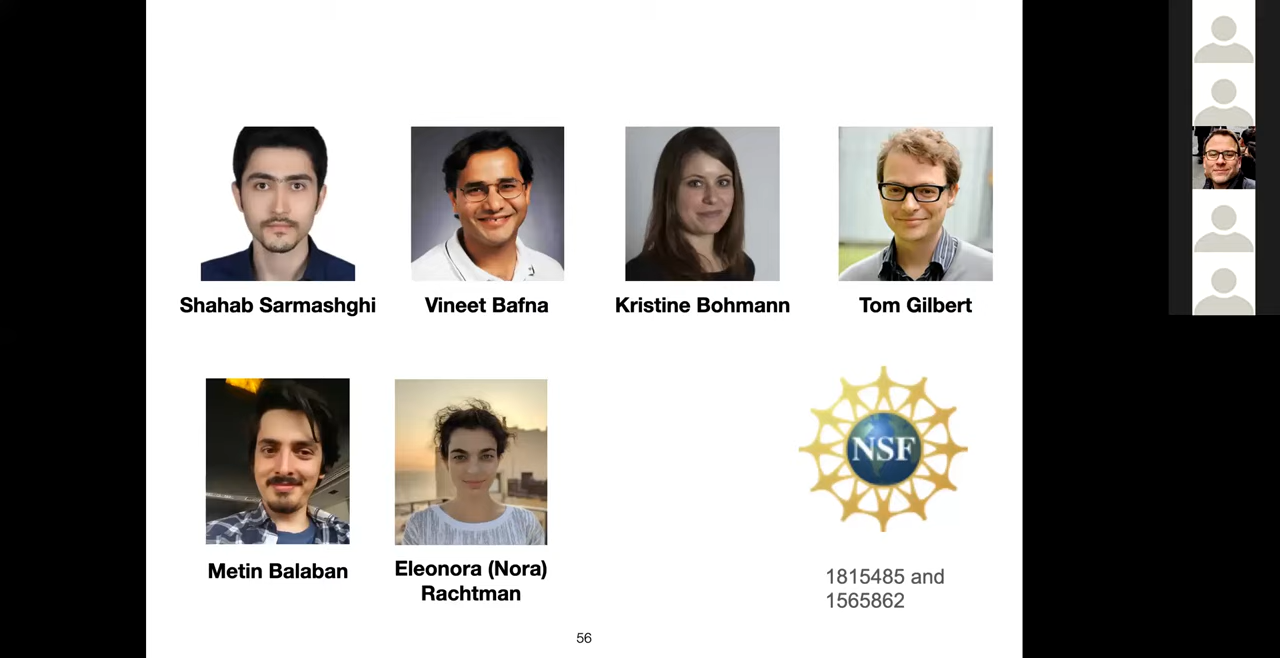 Shahab Sarmashghi
Vineet Bafna
Kristine Bohmann
Tom Gilbert
Metin Balaban
Eleonora (Nora)
Rachtman
NSF
1815485 and
1565862
56